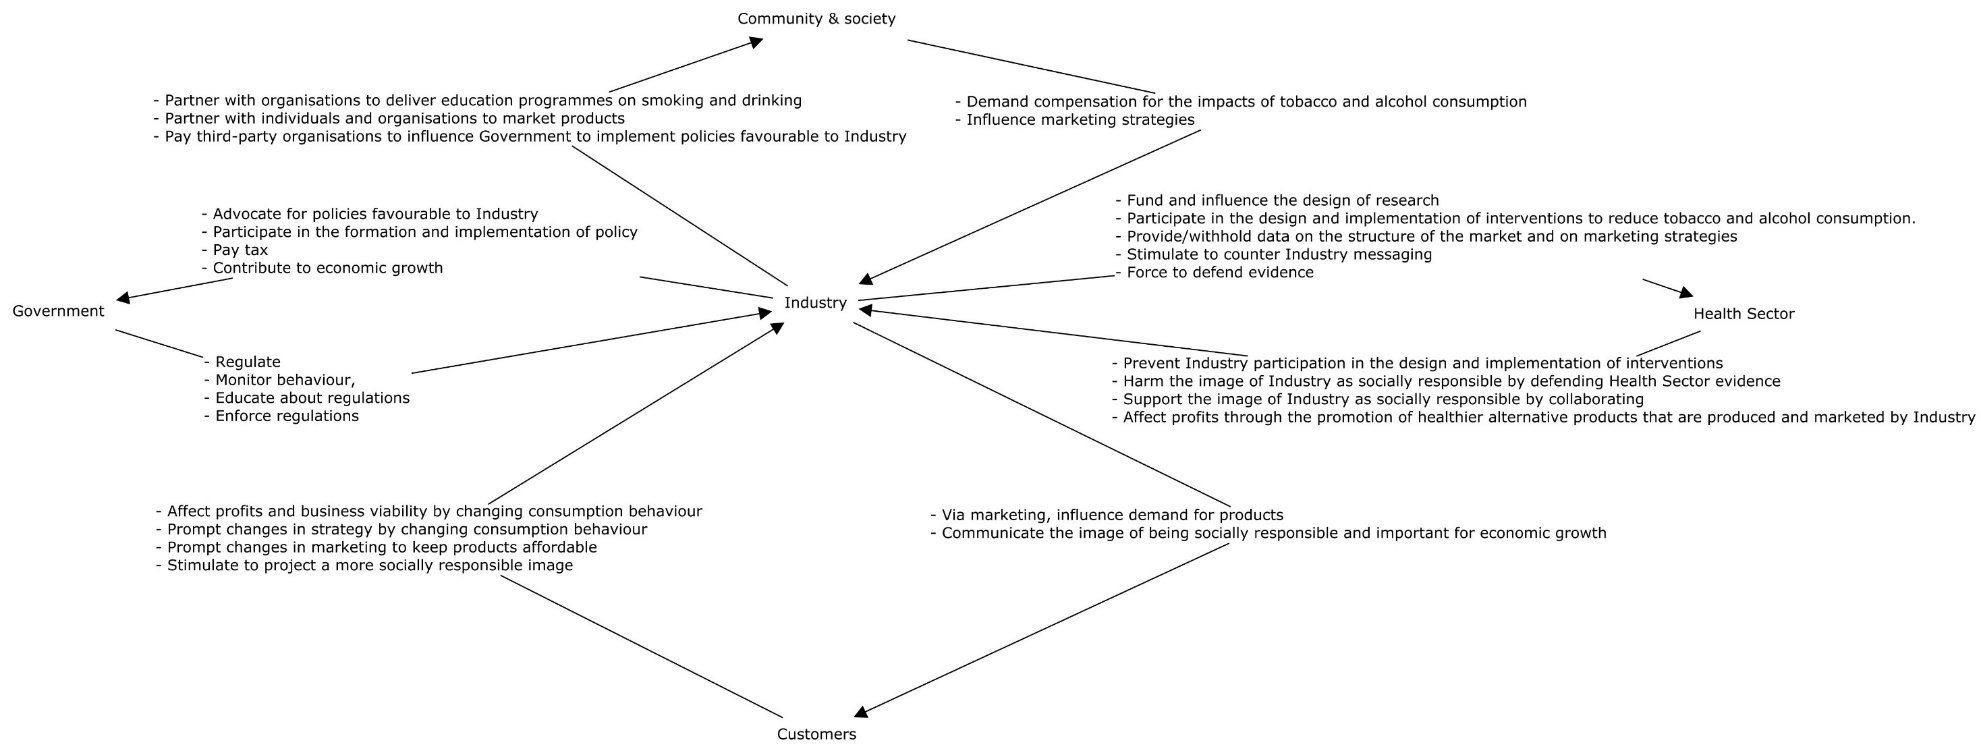 Community & society
- Partner with organisations to deliver education programmes on smoking and drinking
- Partner with individuals and organisations to market products
- Pay third-party organisations to influence Government to implement policies favourable to Industry
- Demand compensation for the impacts of tobacco and alcohol consumption
- Influence marketing strategies
- Advocate for policies favourable to Industry
- Participate in the formation and implementation of policy
- Pay tax
- Contribute to economic growth
- Fund and influence the design of research
- Participate in the design and implementation of interventions to reduce tobacco and alcohol consumption.
- Provide/withhold data on the structure of the market and on marketing strategies
- Stimulate to counter Industry messaging
- Force to defend evidence
Government
Industry
Health Sector
- Regulate
- Monitor behaviour,
- Educate about regulations
- Enforce regulations
- Prevent Industry participation in the design and implementation of interventions
- Harm the image of Industry as socially responsible by defending Health Sector evidence
- Support the image of Industry as socially responsible by collaborating
- Affect profits through the promotion of healthier alternative products that are produced and marketed by Industry
- Affect profits and business viability by changing consumption behaviour
- Prompt changes in strategy by changing consumption behaviour
- Prompt changes in marketing to keep products affordable
- Stimulate to project a more socially responsible image
- Via marketing, influence demand for products
- Communicate the image of being socially responsible and important for economic growth
Customers